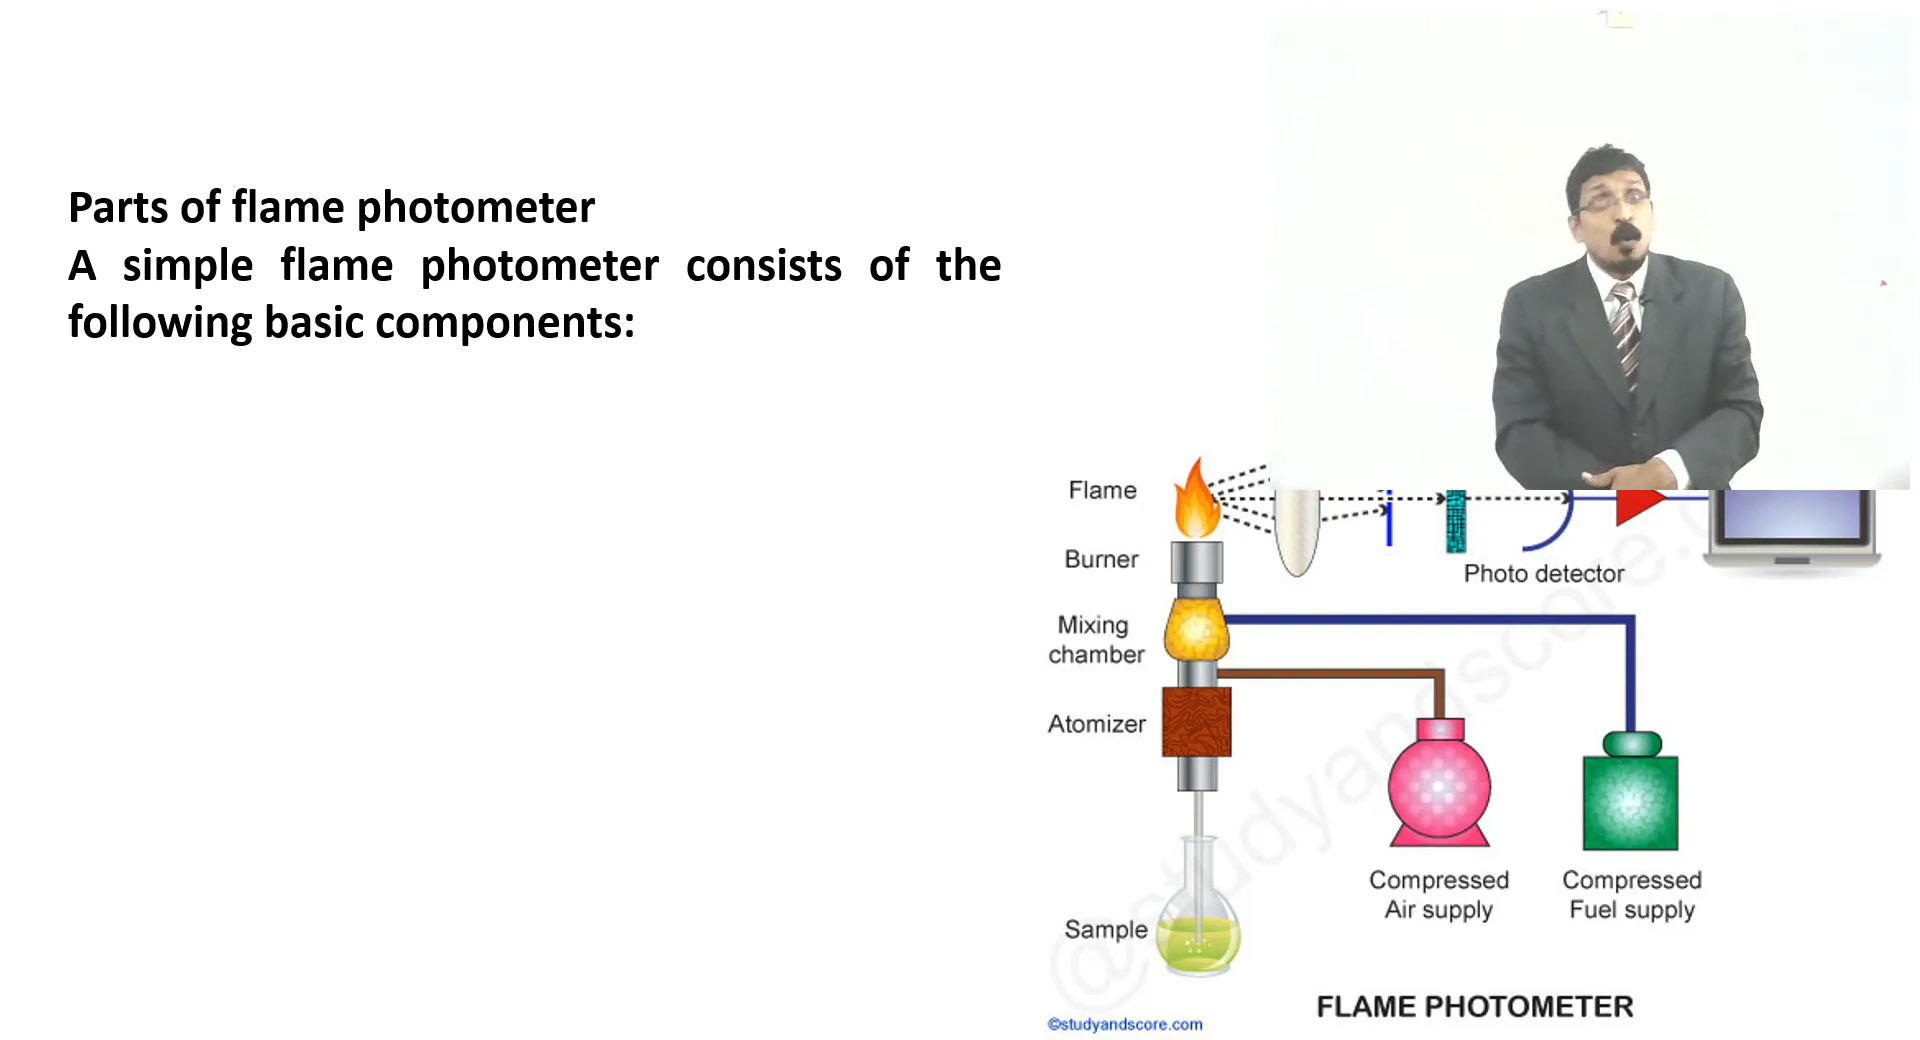 Parts of flame photometer
A simple flame photometer consists of the
following basic components:
Flame
Burner
Photo detector
Mixing
chamber
Atomizer
Compressed
Air supply
Compressed
Fuel supply
Sample
FLAME PHOTOMETER
©studyandscore.com
@studyandscore.c